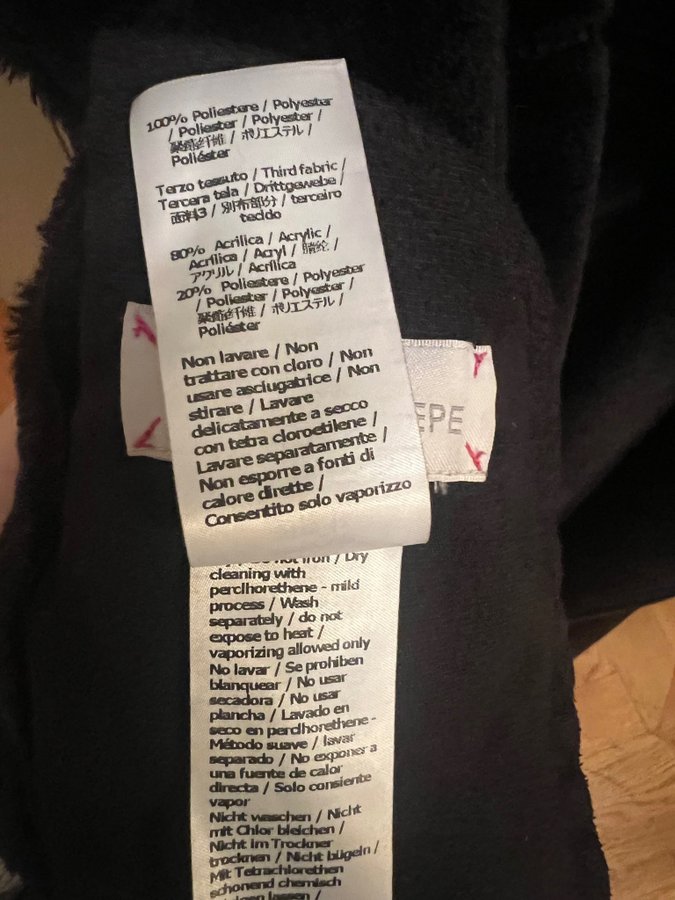 100% Poliestere / Polyester
/ Poliester / Polyester /
聚酯纤维 / ポリエステル /
Poliéster
Terzo tessuto / Third fabric /
Tercera tela / Drittgewebe /
面料3 / 別布部分 / terceiro
tecido
80% Acrilica / Acrylic /
Acrílica / Acryl / 腈纶 /
アクリル / Acrílica
20% Poliestere / Polyester
/ Poliester / Polyester /
聚酯纤维 / ポリエステル /
Poliéster
Non lavare / Non
trattare con cloro / Non
usare asciugatrice / Non
stirare / Lavare
delicatamente a secco
con tetra cloroetilene /
Lavare separatamente /
Non esporre a fonti di
calore dirette /
Consentito solo vaporizzo
EPE
not iron / Dry
cleaning with
perclhorethene - mild
process / Wash
separately / do not
expose to heat /
vaporizing allowed only
No lavar / Se prohiben
blanquear / No usar
secadora / No usar
plancha / Lavado en
seco en perclhorethene -
Método suave / lavar
separado / No exponer a
una fuente de calor
directa / Solo consiente
vapor
Nicht waschen / Nicht
mit Chlor bleichen /
Nicht Im Trockner
trocknen / Nicht bügeln /
Mit Tetrachlorethen
schonend chemisch
lassen /